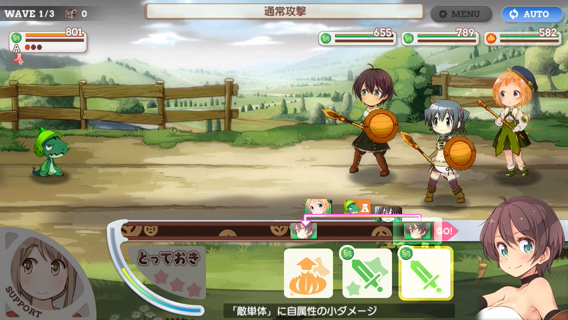 WAVE 1/3 0
通常攻撃
MENU
AUTO
801
A
655
789
582
A
GO!
とっておき
SUPPORT
「敵単体」に自属性の小ダメージ